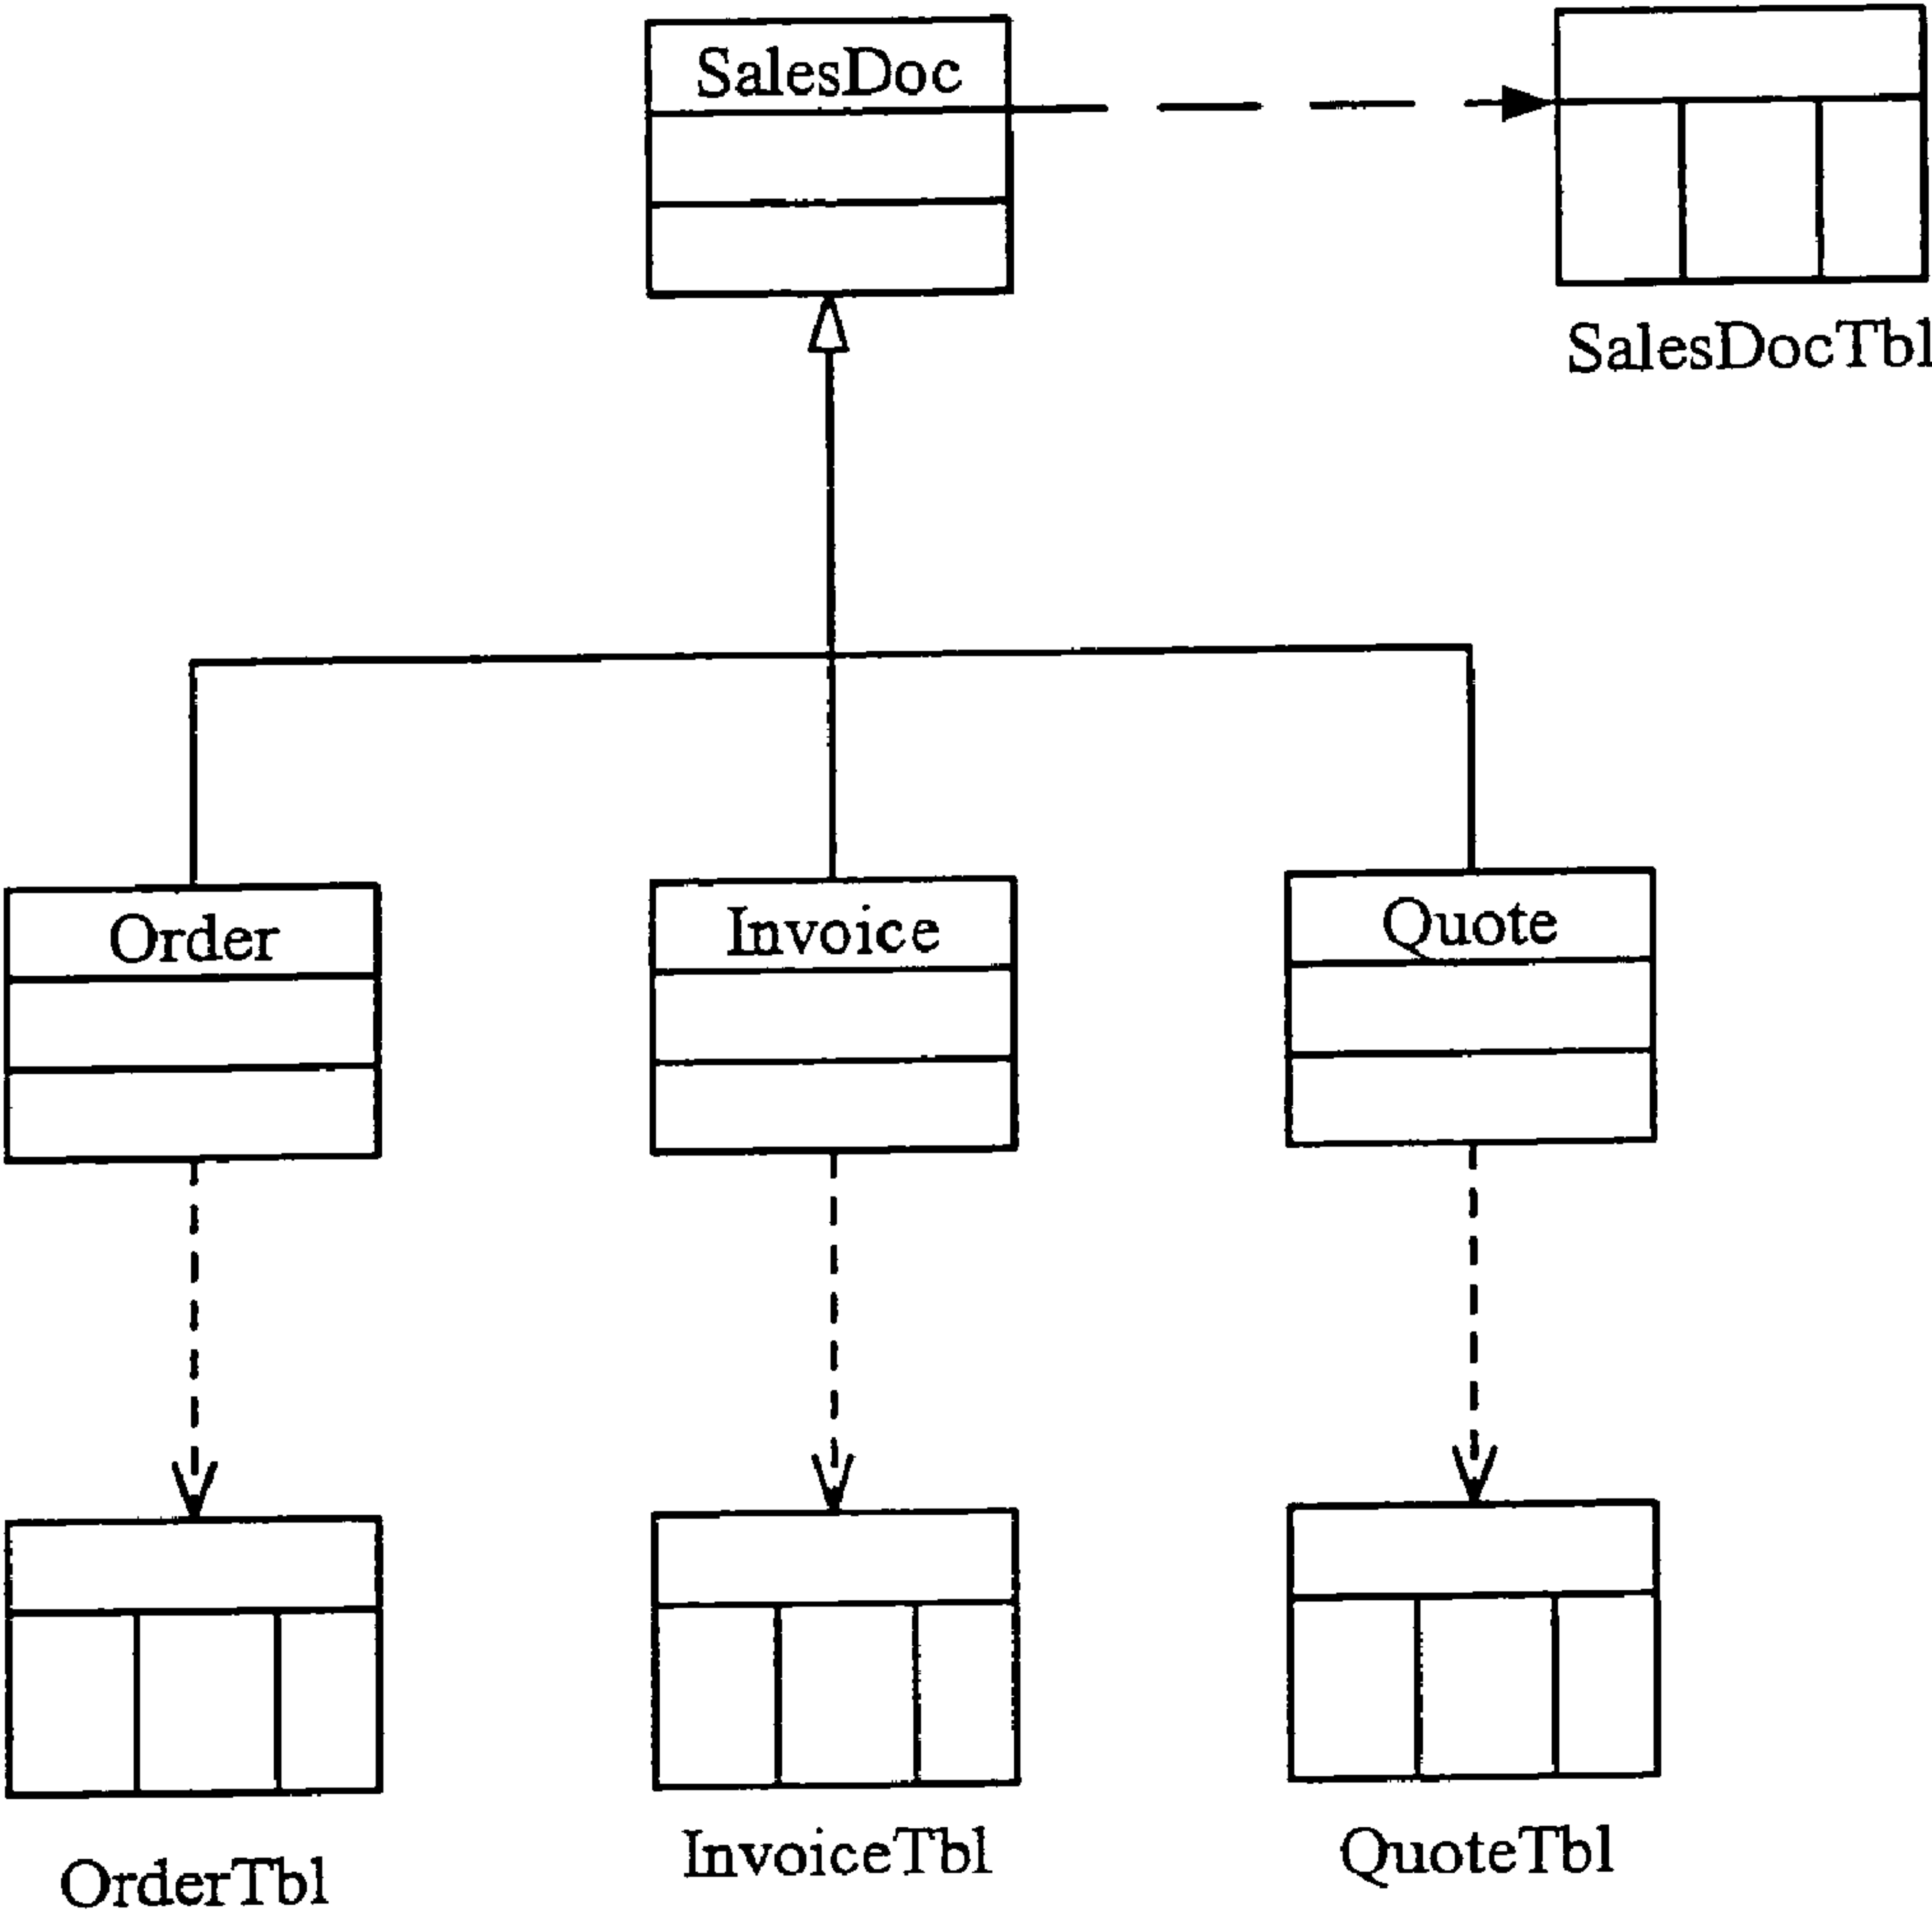 SalesDoc
SalesDocTbl
Order
Invoice
Quote
OrderTbl
InvoiceTbl
QuoteTbl